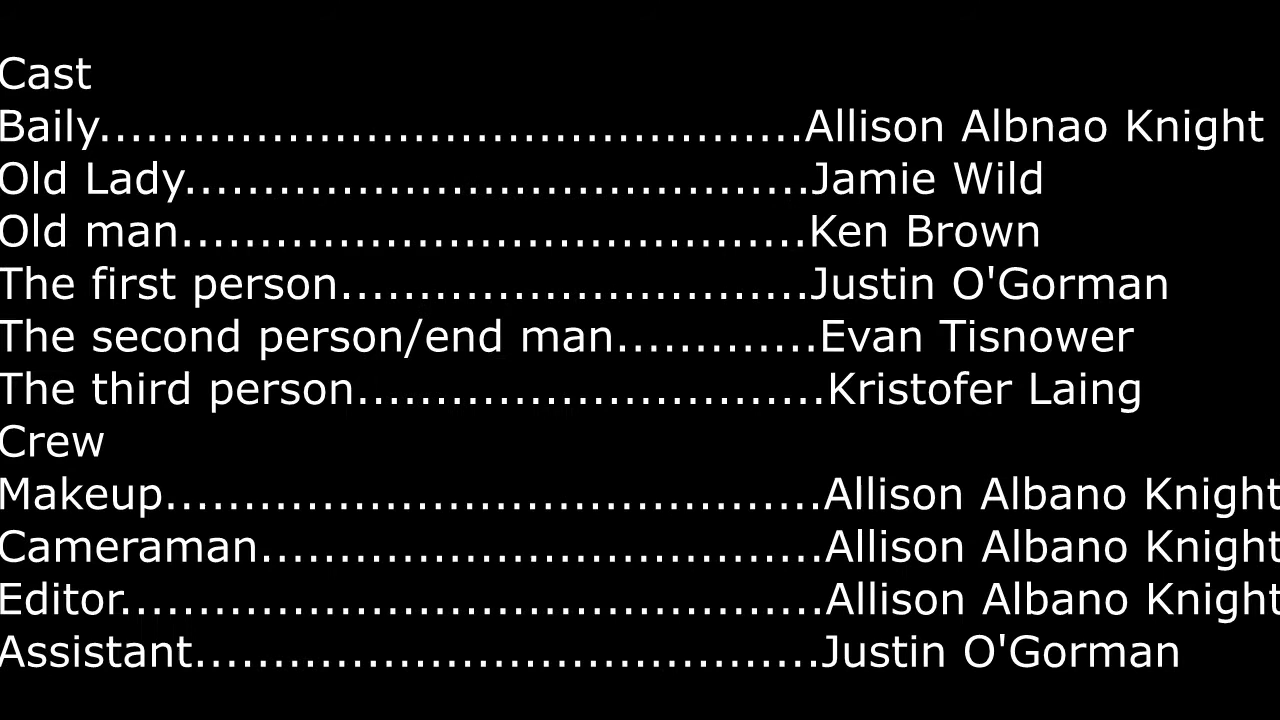 Cast
Baily.............................................Allison Albnao Knight
Old Lady........................................Jamie Wild
Old man........................................Ken Brown
The first person..............................Justin O'Gorman
The second person/end man.............Evan Tisnower
The third person..............................Kristofer Laing
Crew
Makeup..........................................Allison Albano Knight
Cameraman....................................Allison Albano Knight
Editor.............................................Allison Albano Knight
Assistant........................................Justin O'Gorman